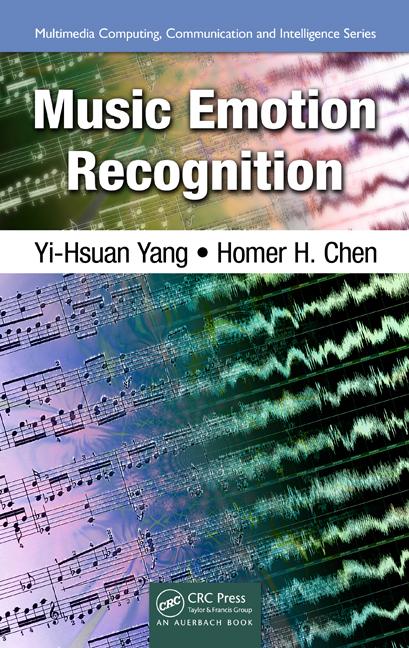 Multimedia Computing, Communication and Intelligence Series
Music Emotion
Recognition
Yi-Hsuan Yang • Homer H. Chen
CRC
CRC Press
Taylor & Francis Group
AN AUERBACH BOOK